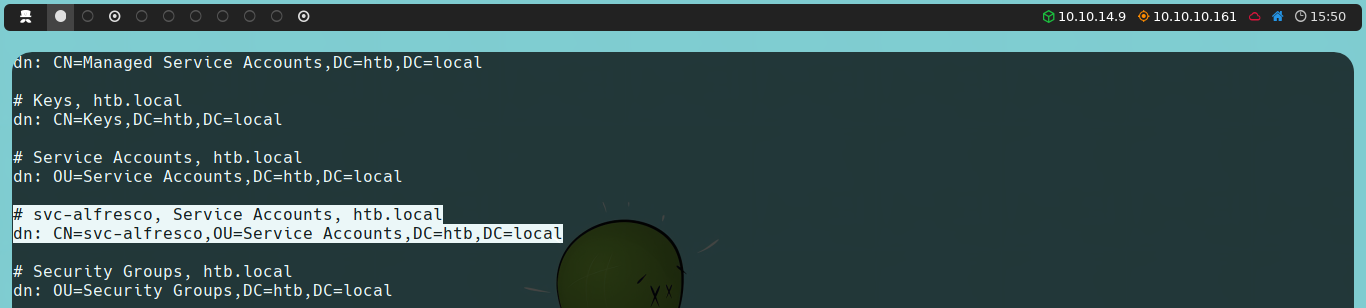 10.10.14.9 10.10.10.161 15:50
dn: CN=Managed Service Accounts,DC=htb,DC=local
# Keys, htb.local
dn: CN=Keys,DC=htb,DC=local
# Service Accounts, htb.local
dn: OU=Service Accounts,DC=htb,DC=local
# svc-alfresco, Service Accounts, htb.local
dn: CN=svc-alfresco,OU=Service Accounts,DC=htb,DC=local
# Security Groups, htb.local
dn: OU=Security Groups,DC=htb,DC=local